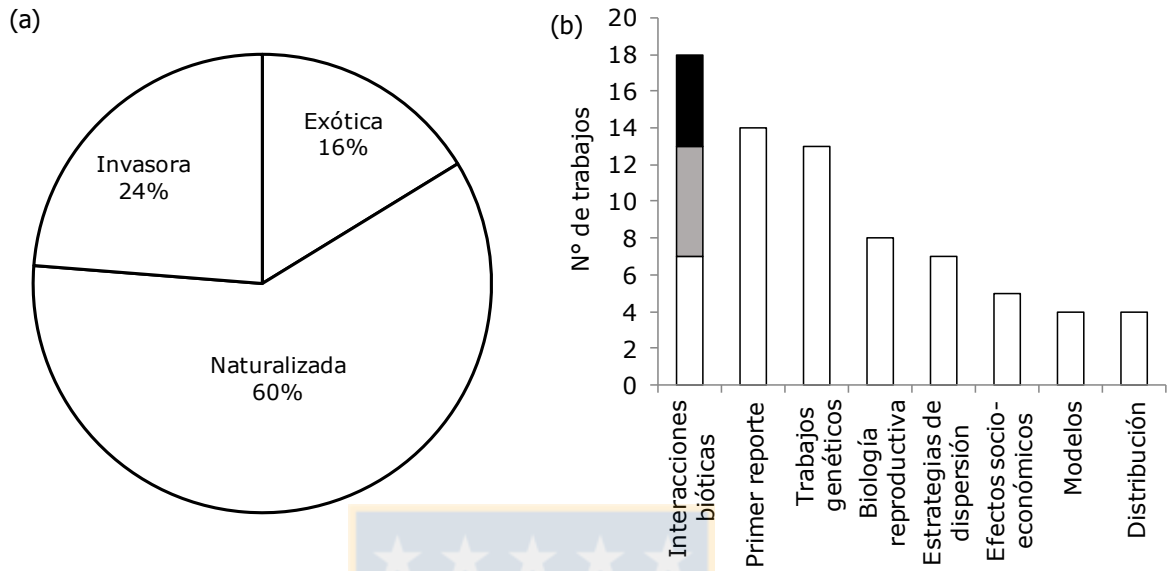 (a)
Exótica
16%
Invasora
24%
Naturalizada
60%
(b)
N° de trabajos
20
18
16
14
12
10
8
6
4
2
0
Interacciones
bióticas
Primer reporte
Trabajos
genéticos
Biología
reproductiva
Estrategias de
dispersión
Efectos socio-
económicos
Modelos
Distribución